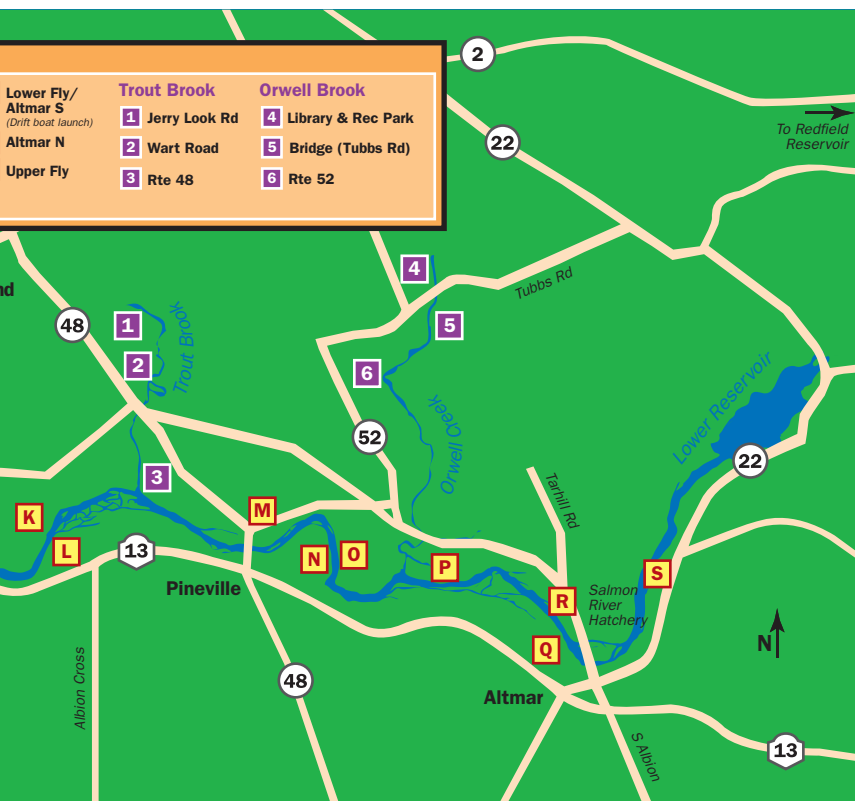 2
To Redfield
Reservoir
22
Lower Fly/
Altmar S
(Drift boat launch)
Altmar N
Upper Fly
Trout Brook
1 Jerry Look Rd
2 Wart Road
3 Rte 48
Orwell Brook
4 Library & Rec Park
5 Bridge (Tubbs Rd)
6 Rte 52
nd
48
1
2
Trout Brook
3
4
Tubbs Rd
5
6
52
Orwell Creek
Lower Reservoir
22
Tarhill Rd
K
L
13
M
N
O
P
Pineville
R
S
Salmon
River
Hatchery
Q
N
Altmar
48
Albion Cross
S Albion
13